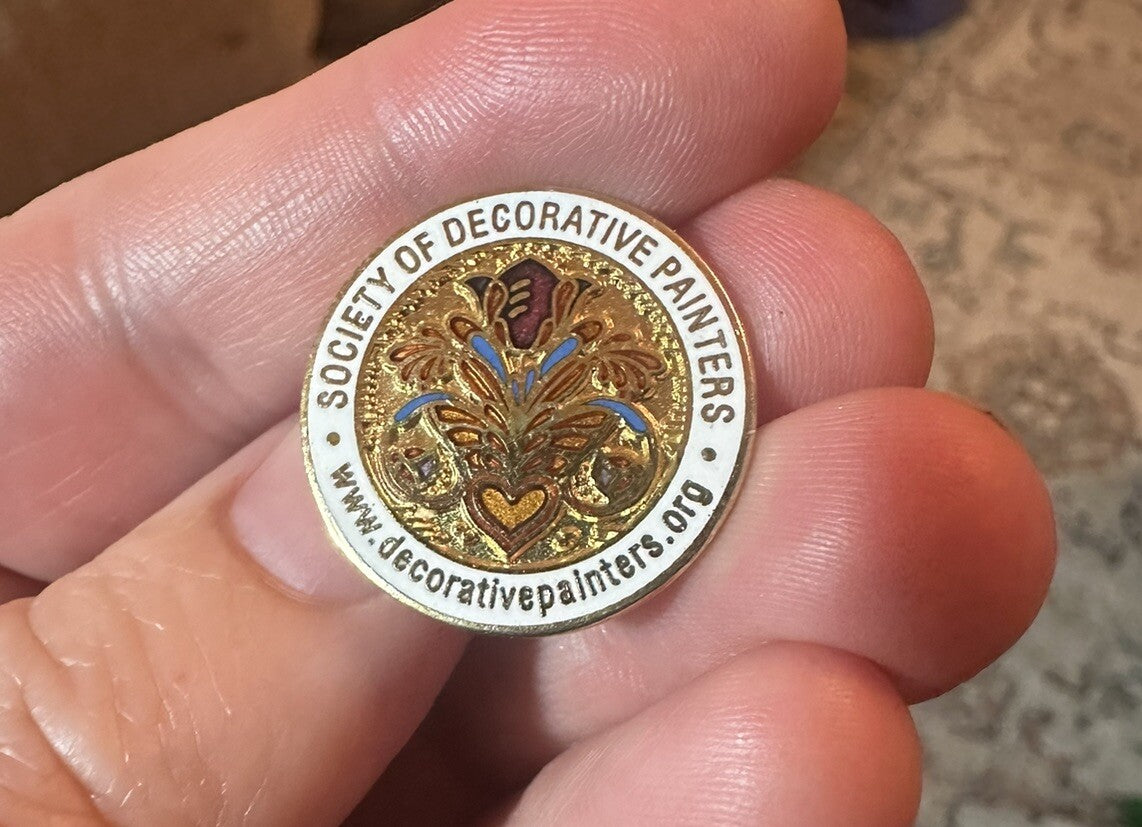 SOCIETY OF DECORATIVE PAINTERS
www.decorativepainters.org